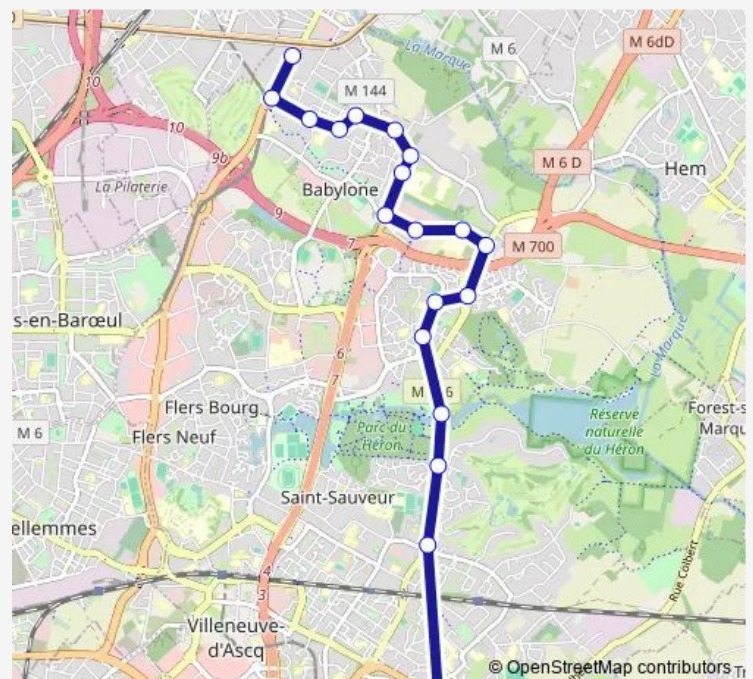 La Marque
M 6
M 6dD
10
M 144
10
9b
M 6 D
Hem
La Pilaterie
Babylone
9
7
M 700
s-en-Barœul
La Marque
6
7
M 6
Flers Bourg
Forest-s
Réserve
naturelle
du Héron
Marqu
M 6
Flers Neuf
Parc du
Héron
Saint-Sauveur
ellemmes
Rue Colbert
4
3
Villeneuve-
d'Ascq
© OpenStreetMap contributors